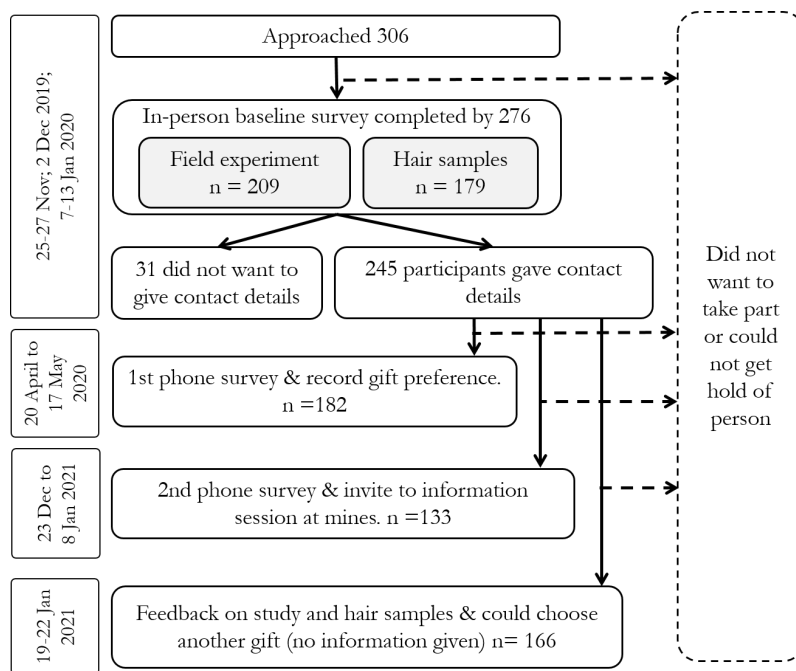 Approached 306
25-27 Nov; 2 Dec 2019;
7-13 Jan 2020
In-person baseline survey completed by 276
Field experiment
n = 209
Hair samples
n = 179
31 did not want to
give contact details
245 participants gave contact
details
Did not
want to
take part
or could
not get
hold of
person
20 April to
17 May
2020
1st phone survey & record gift preference.
n =182
23 Dec to
8 Jan 2021
2nd phone survey & invite to information
session at mines. n =133
19-22 Jan
2021
Feedback on study and hair samples & could choose
another gift (no information given) n= 166